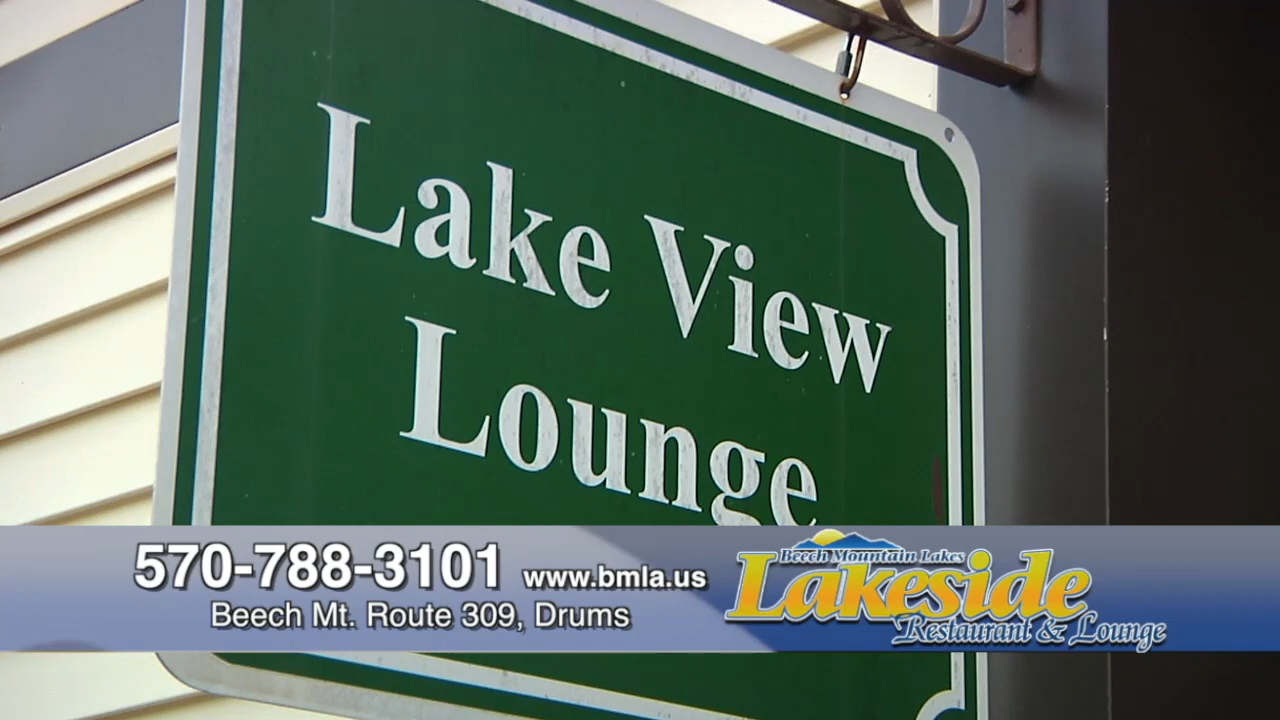 Lake View
Lounge
570-788-3101 www.bmla.us
Beech Mt. Route 309, Drums
Beech Mountain Lakes
Lakeside
Restaurant & Lounge